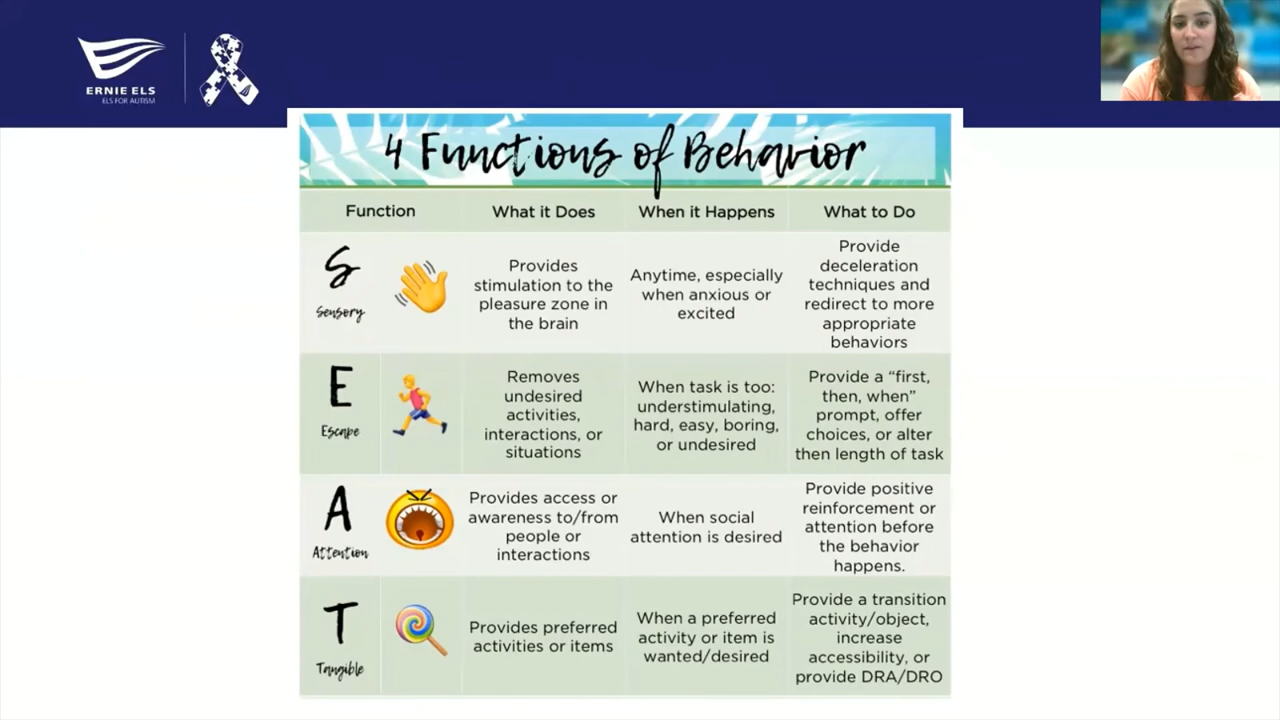 ERNIE ELS
ELS FOR AUTISM
4 Functions of Behavior
Function
What it Does
When it Happens
What to Do
S
Sensory
Provides
stimulation to the
pleasure zone in
the brain
Anytime, especially
when anxious or
excited
Provide
deceleration
techniques and
redirect to more
appropriate
behaviors
E
Escape
Removes
undesired
activities,
interactions, or
situations
When task is too:
understimulating,
hard, easy, boring,
or undesired
Provide a “first,
then, when”
prompt, offer
choices, or alter
then length of task
A
Attention
Provides access or
awareness to/from
people or
interactions
When social
attention is desired
Provide positive
reinforcement or
attention before
the behavior
happens.
T
Tangible
Provides preferred
activities or items
When a preferred
activity or item is
wanted/desired
Provide a transition
activity/object,
increase
accessibility, or
provide DRA/DRO